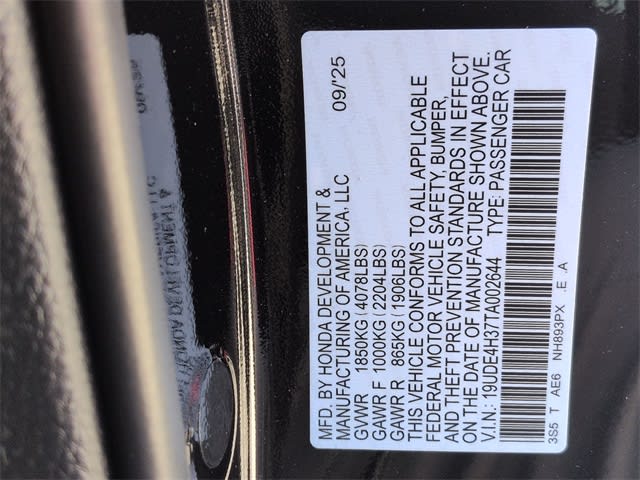 MFD. BY HONDA DEVELOPMENT & 09/'25
MANUFACTURING OF AMERICA, LLC
GVWR 1850KG (4078LBS)
GAWR F 1000KG (2204LBS)
GAWR R 865KG (1906LBS)
THIS VEHICLE CONFORMS TO ALL APPLICABLE
FEDERAL MOTOR VEHICLE SAFETY, BUMPER,
AND THEFT PREVENTION STANDARDS IN EFFECT
ON THE DATE OF MANUFACTURE SHOWN ABOVE.
V.I.N.: 19UDE4H377A002644 TYPE: PASSENGER CAR
3S5 T AE6 NH893PX .E .A